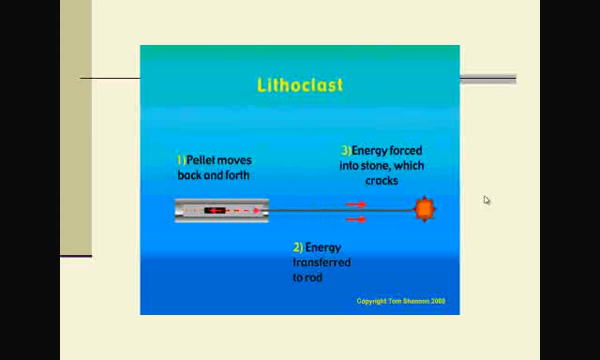 Lithoclast
1)Pellet moves
back and forth
3)Energy forced
into stone, which
cracks
2) Energy
transferred
to rod
Copyright Tom Shannon 2000